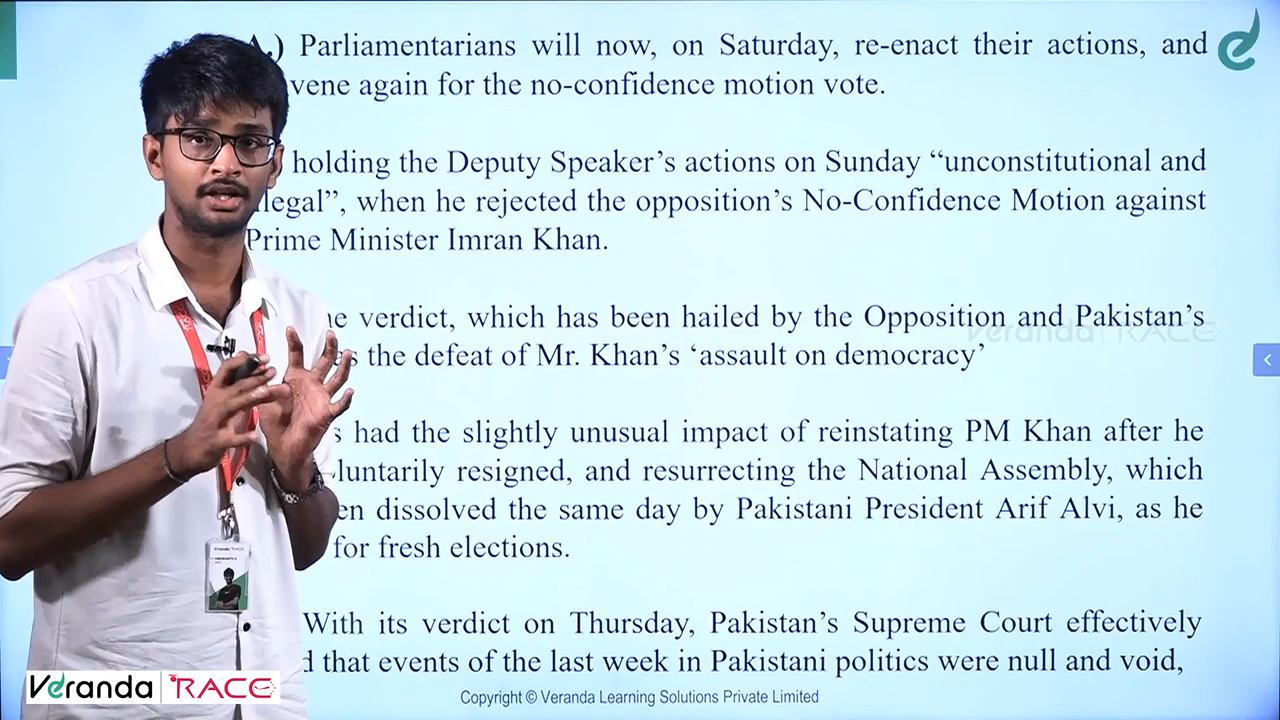 A.) Parliamentarians will now, on Saturday, re-enact their actions, and
vene again for the no-confidence motion vote.
holding the Deputy Speaker’s actions on Sunday “unconstitutional and
llegal”, when he rejected the opposition’s No-Confidence Motion against
Prime Minister Imran Khan.
he verdict, which has been hailed by the Opposition and Pakistan’s
s the defeat of Mr. Khan’s ‘assault on democracy’
s had the slightly unusual impact of reinstating PM Khan after he
luntarily resigned, and resurrecting the National Assembly, which
en dissolved the same day by Pakistani President Arif Alvi, as he
for fresh elections.
With its verdict on Thursday, Pakistan’s Supreme Court effectively
d that events of the last week in Pakistani politics were null and void,
Veranda RACE
Veranda RACE
Veranda RACE
Copyright © Veranda Learning Solutions Private Limited